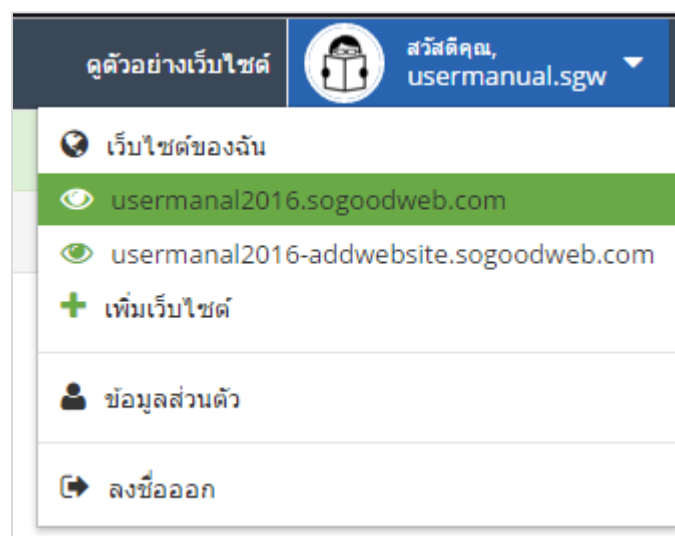 ดูตัวอย่างเว็บไซต์
สวัสดีคุณ,
usermanual.sgw
เว็บไซต์ของฉัน
usermanal2016.sogoodweb.com
usermanal2016-addwebsite.sogoodweb.com
เพิ่มเว็บไซต์
ข้อมูลส่วนตัว
ลงชื่อออก